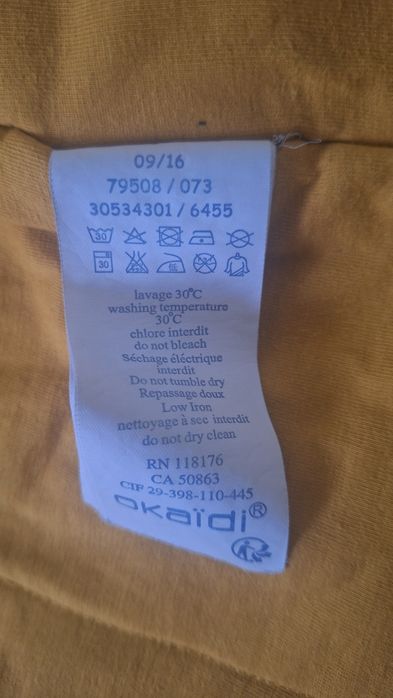 09/16
79508 / 073
30534301 / 6455
30
30
lavage 30°C
washing temperature
30°C
chlore interdit
do not bleach
Séchage éléctrique
interdit
Do not tumble dry
Repassage doux
Low iron
nettoyage à sec interdit
do not dry clean
RN 118176
CA 50863
CIF 29-398-110-445
okaïdi®